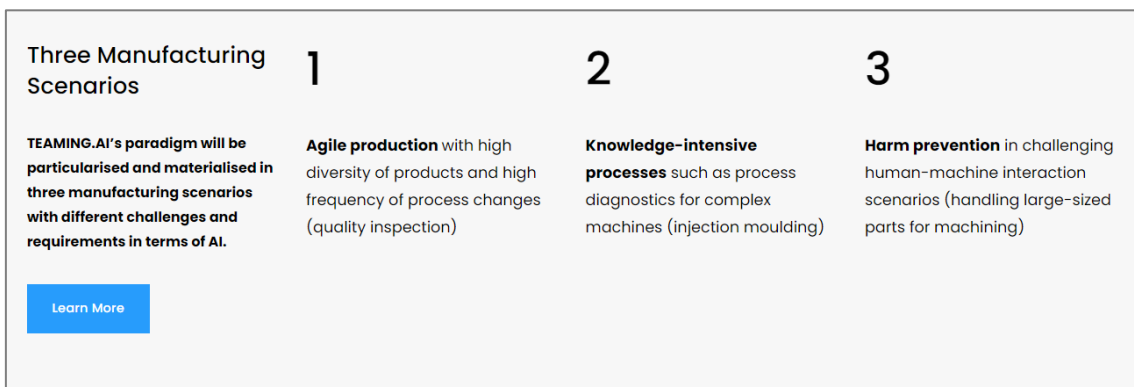 Three Manufacturing
Scenarios
TEAMING.AI’s paradigm will be
particularised and materialised in
three manufacturing scenarios
with different challenges and
requirements in terms of AI.
Learn More
1
Agile production with high
diversity of products and high
frequency of process changes
(quality inspection)
2
Knowledge-intensive
processes such as process
diagnostics for complex
machines (injection moulding)
3
Harm prevention in challenging
human-machine interaction
scenarios (handling large-sized
parts for machining)